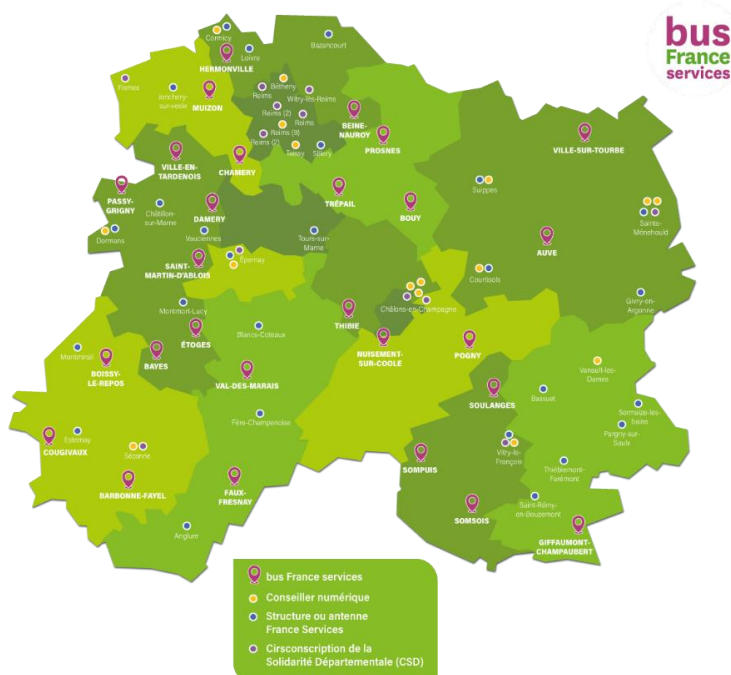 bus
France
services
Cormicy
Loivre
Bazancourt
HERMONVILLE
Fismes
Jonchery-
sur-vesle
MUIZON
Bétheny
Reims
Witry-lès-Reims
Reims (2)
Reims
Reims (9)
Reims (2)
Taissy
Sillery
BEINE-
NAUROY
PROSNES
VILLE-SUR-TOURBE
VILLE-EN-
TARDENOIS
CHAMERY
PASSY-
GRIGNY
Châtillon-
sur-Marne
DAMERY
TRÉPAIL
BOUY
Suippes
Sainte-
Ménehould
Dormans
Vauciennes
Tours-sur-
Marne
AUVE
SAINT-
MARTIN-D'ABLOIS
Épernay
Courtisols
Givry-en-
Argonne
Montmort-Lucy
Châlons-en-Champagne
THIBIE
ÉTOGES
Blancs-Coteaux
NUISEMENT-
SUR-COOLE
POGNY
Montmirail
BOISSY-
LE-REPOS
BAYES
VAL-DES-MARAIS
Vanault-les-
Dames
SOULANGES
Bassuet
Sermaize-les-
bains
Pargny-sur-
Saulx
Fère-Champenoise
COUGIVAUX
Esternay
Sézanne
Vitry-le-
François
SOMPUIS
Thiéblemont-
Farémont
BARBONNE-FAYEL
FAUX-
FRESNAY
SOMSOIS
Saint-Rémy-
en-Bouzemont
Anglure
GIFFAUMONT-
CHAMPAUBERT
bus France services
Conseiller numérique
Structure ou antenne
France Services
Cirsconscription de la
Solidarité Départementale (CSD)